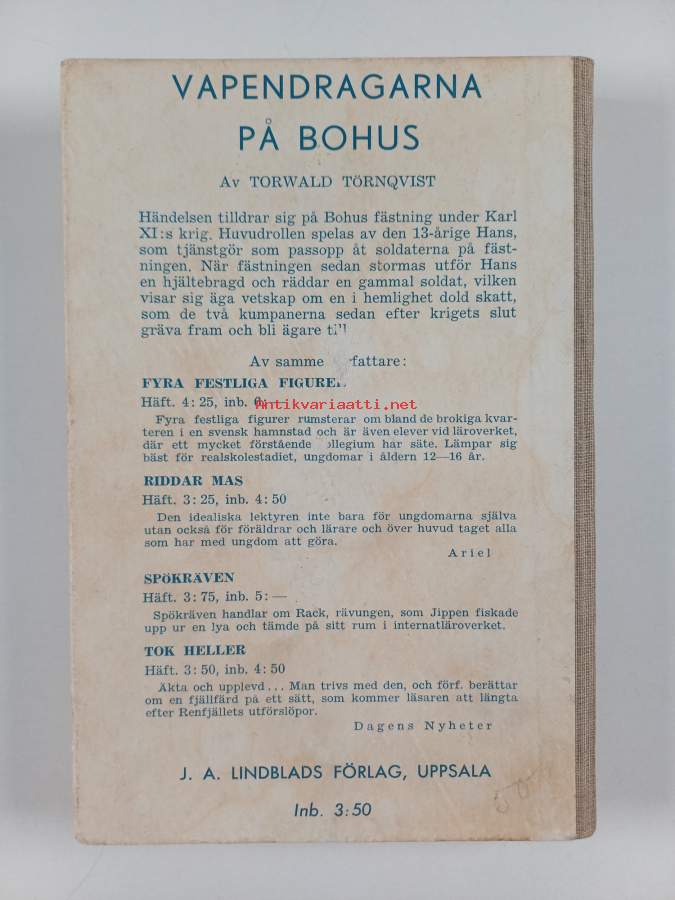 VAPENDRAGARNA
PÅ BOHUS
Av TORWALD TÖRNQVIST
Händelsen tilldrar sig på Bohus fästning under Karl
XI:s krig. Huvudrollen spelas av den 13-årige Hans,
som tjänstgör som passopp åt soldaterna på fäst-
ningen. När fästningen sedan stormas utför Hans
en hjältebragd och räddar en gammal soldat, vilken
visar sig äga vetskap om en i hemlighet dold skatt,
som de två kumpanerna sedan efter krigets slut
gräva fram och bli ägare
Av samme
FYRA FESTLIGA
Häft. 4: 25, inb.
Antikvariaatti.net
Fyra festliga figurer rumsterar om bland de brokiga kvar-
teren i en svensk hamnstad och är även elever vid läroverket,
där ett mycket förstående har säte. Lämpar sig
bäst för realskolestadiet, ungdomar i åldern 12—16 år.
RIDDAR MAS
Häft. 3: 25, inb. 4: 50
Den idealiska lektyren inte bara för ungdomarna själva
utan också för föräldrar och lärare och över huvud taget alla
som har med ungdom att göra.
Ariel
SPÖKRÄVEN
Häft. 3: 75, inb. 5: —
Spökräven handlar om Rack, rävungen, som Jippen fiskade
upp ur en lya och tämde på sitt rum i internatläroverket.
TOK HELLER
Häft. 3: 50, inb. 4: 50
Äkta och upplevd... Man trivs med den, och förf. berättar
om en fjällfärd på ett sätt, som kommer läsaren att längta
efter Renfjällets utförslöpor.
Dagens Nyheter
J. A. LINDBLADS FÖRLAG, UPPSALA
Inb. 3:50